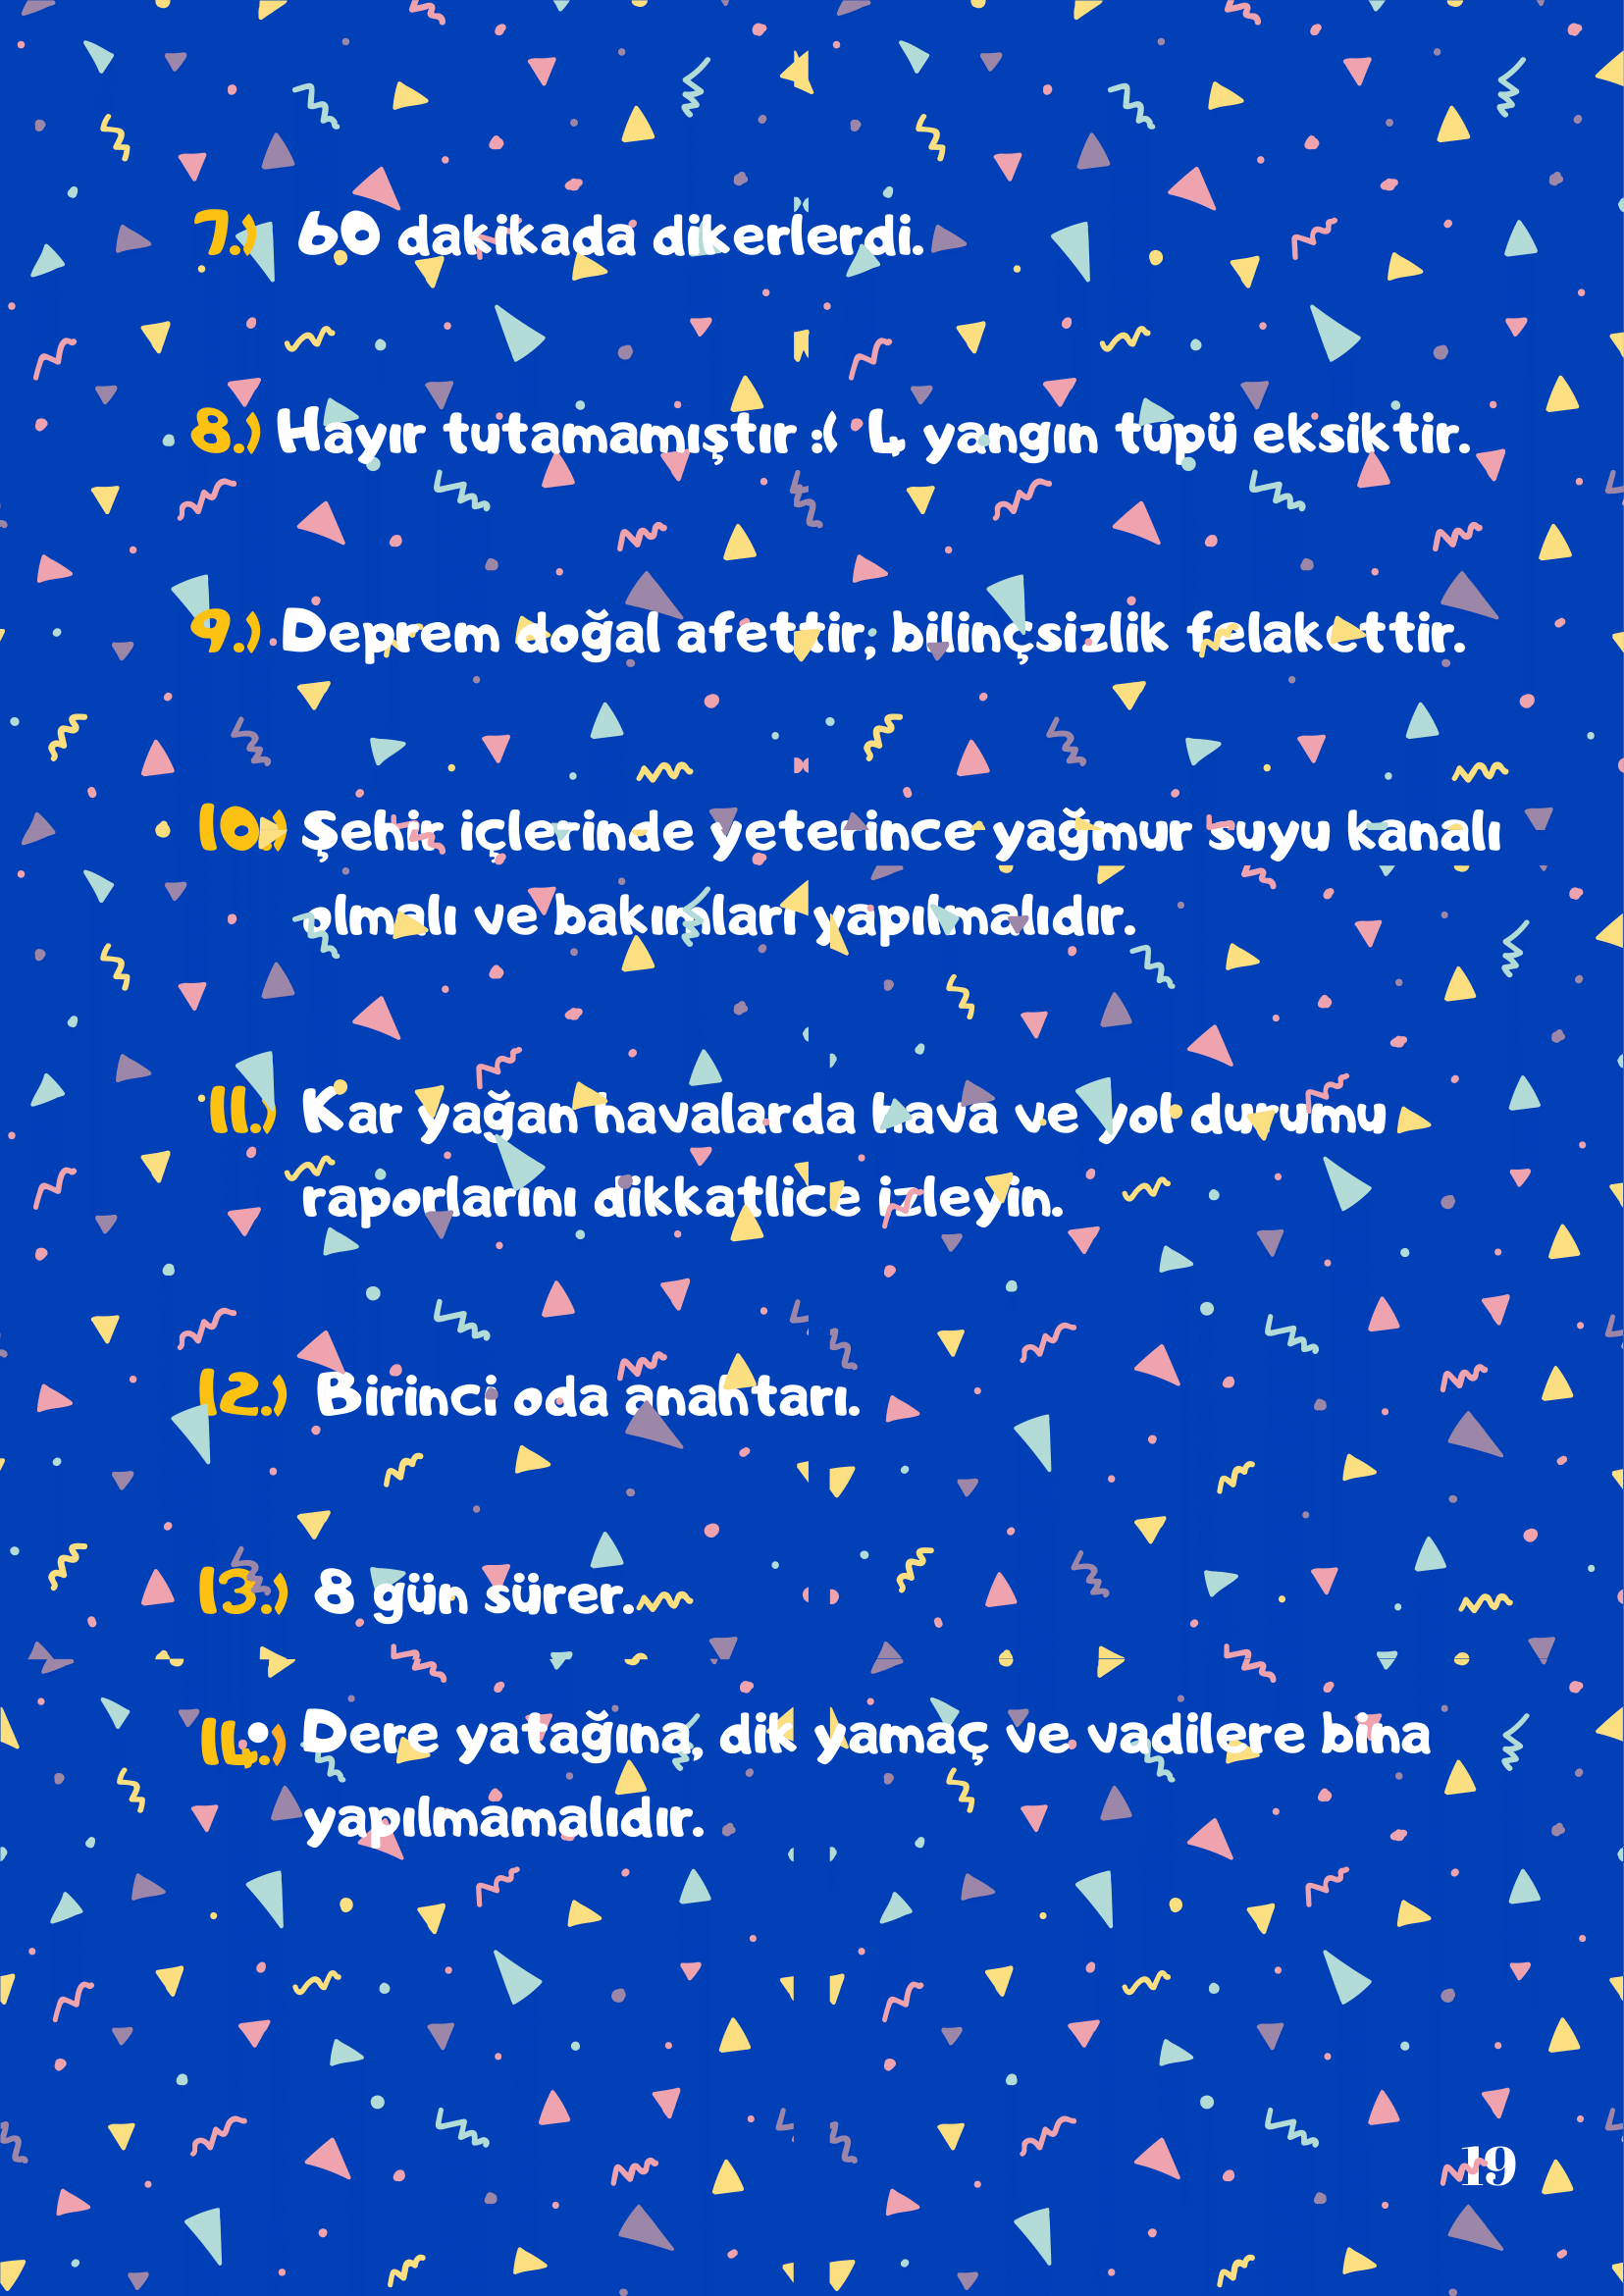 7.) 60 dakikada dikerlerdi.
8.) Hayır tutamamıştır :( 4 yangın tüpü eksiktir.
9.) Deprem doğal afettir, bilinçsizlik felakettir.
10.) Şehir içlerinde yeterince yağmur suyu kanalı
olmalı ve bakımları yapılmalıdır.
11.) Kar yağan havalarda hava ve yol durumu
raporlarını dikkatlice izleyin.
12.) Birinci oda anahtarı.
13.) 8 gün sürer.
14.) Dere yatağına, dik yamaç ve vadilere bina
yapılmamalıdır.
19